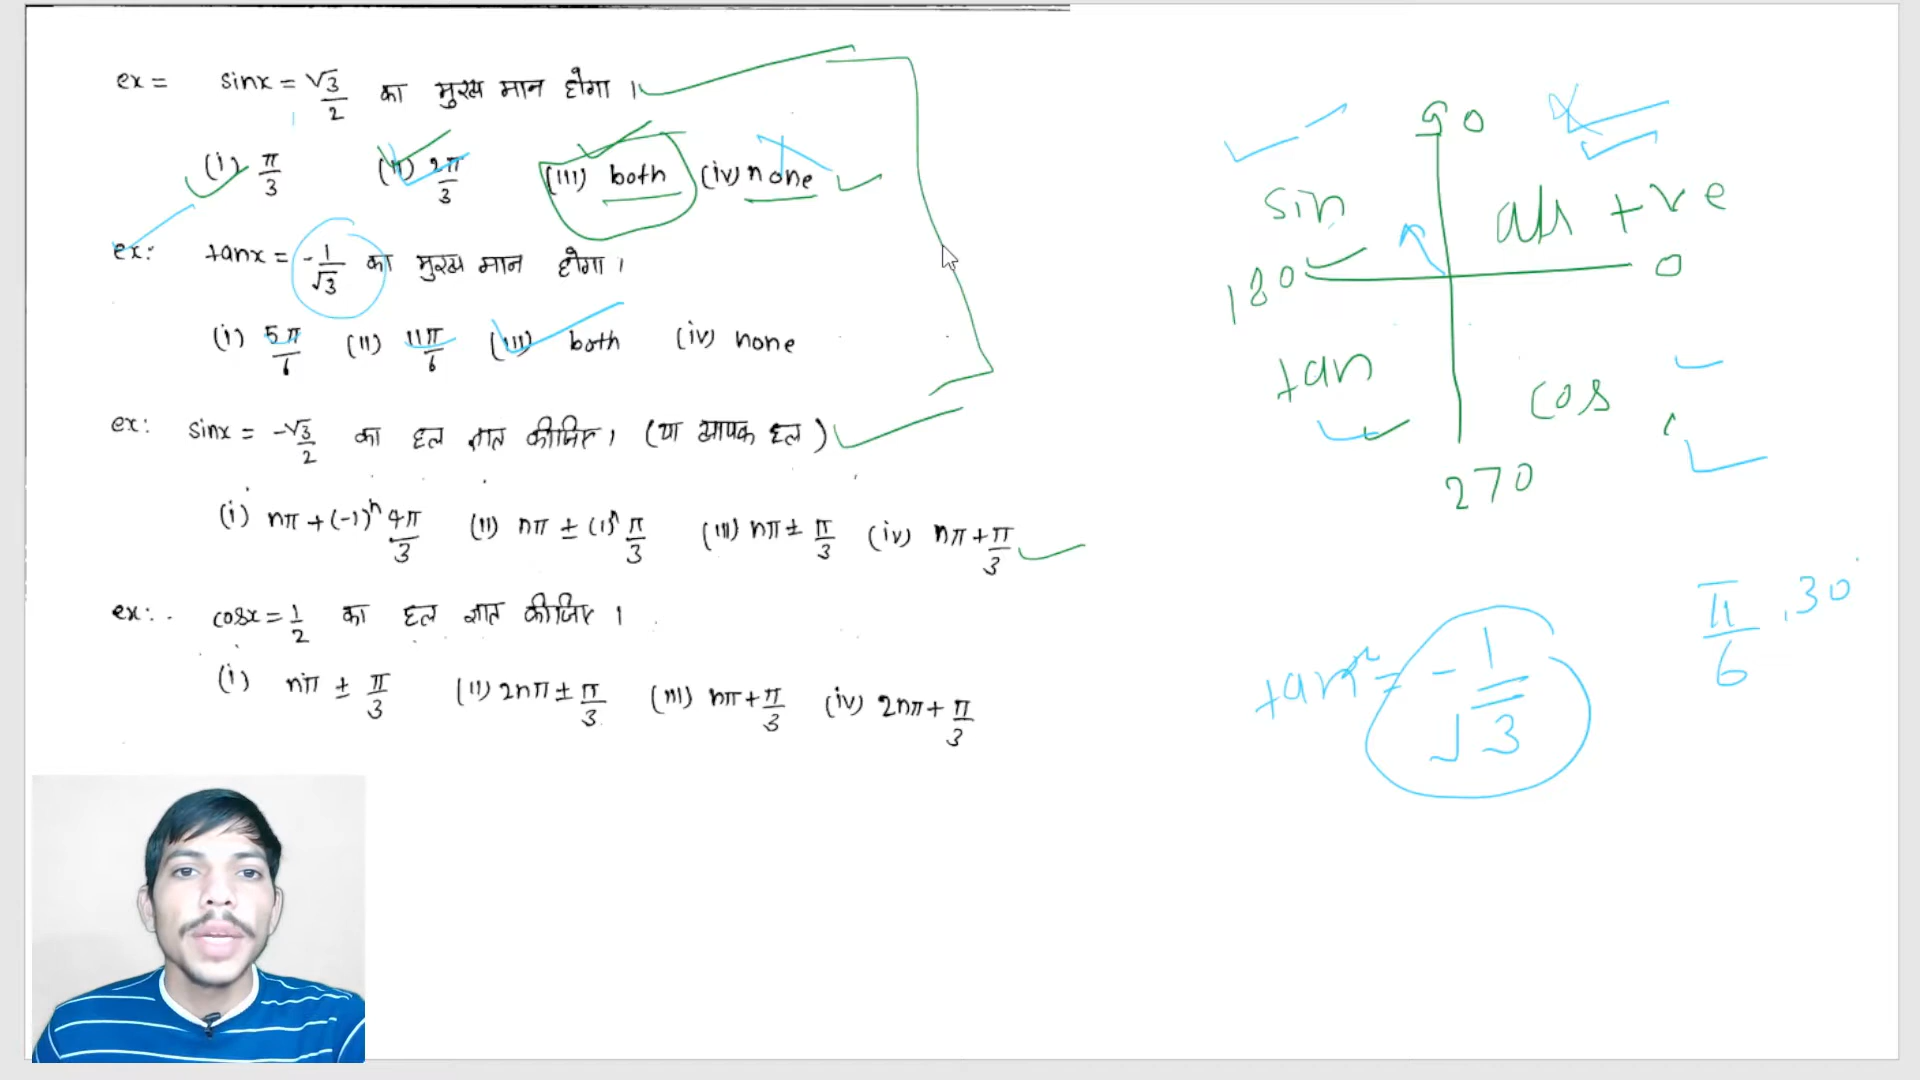 ex = sinx = √3/2 का मुख्य मान होगा ।
(i) π/3 (ii) 2π/3 (iii) both (iv) none
ex: tanx = -1/√3 का मुख्य मान होगा ।
(i) 5π/6 (ii) 11π/6 (iii) both (iv) none
ex: sinx = -√3/2 का हल ज्ञात कीजिए । (या व्यापक हल)
(i) nπ + (-1)ⁿ 4π/3 (ii) nπ ± (1)ⁿ π/3 (iii) nπ ± π/3 (iv) nπ + π/3
ex: cosx = 1/2 का हल ज्ञात कीजिए ।
(i) nπ ± π/3 (ii) 2nπ ± π/3 (iii) nπ + π/3 (iv) 2nπ + π/3
90
sin all +ve
180 0
tan cos
270
π/6 , 30°
tanx = -1/√3